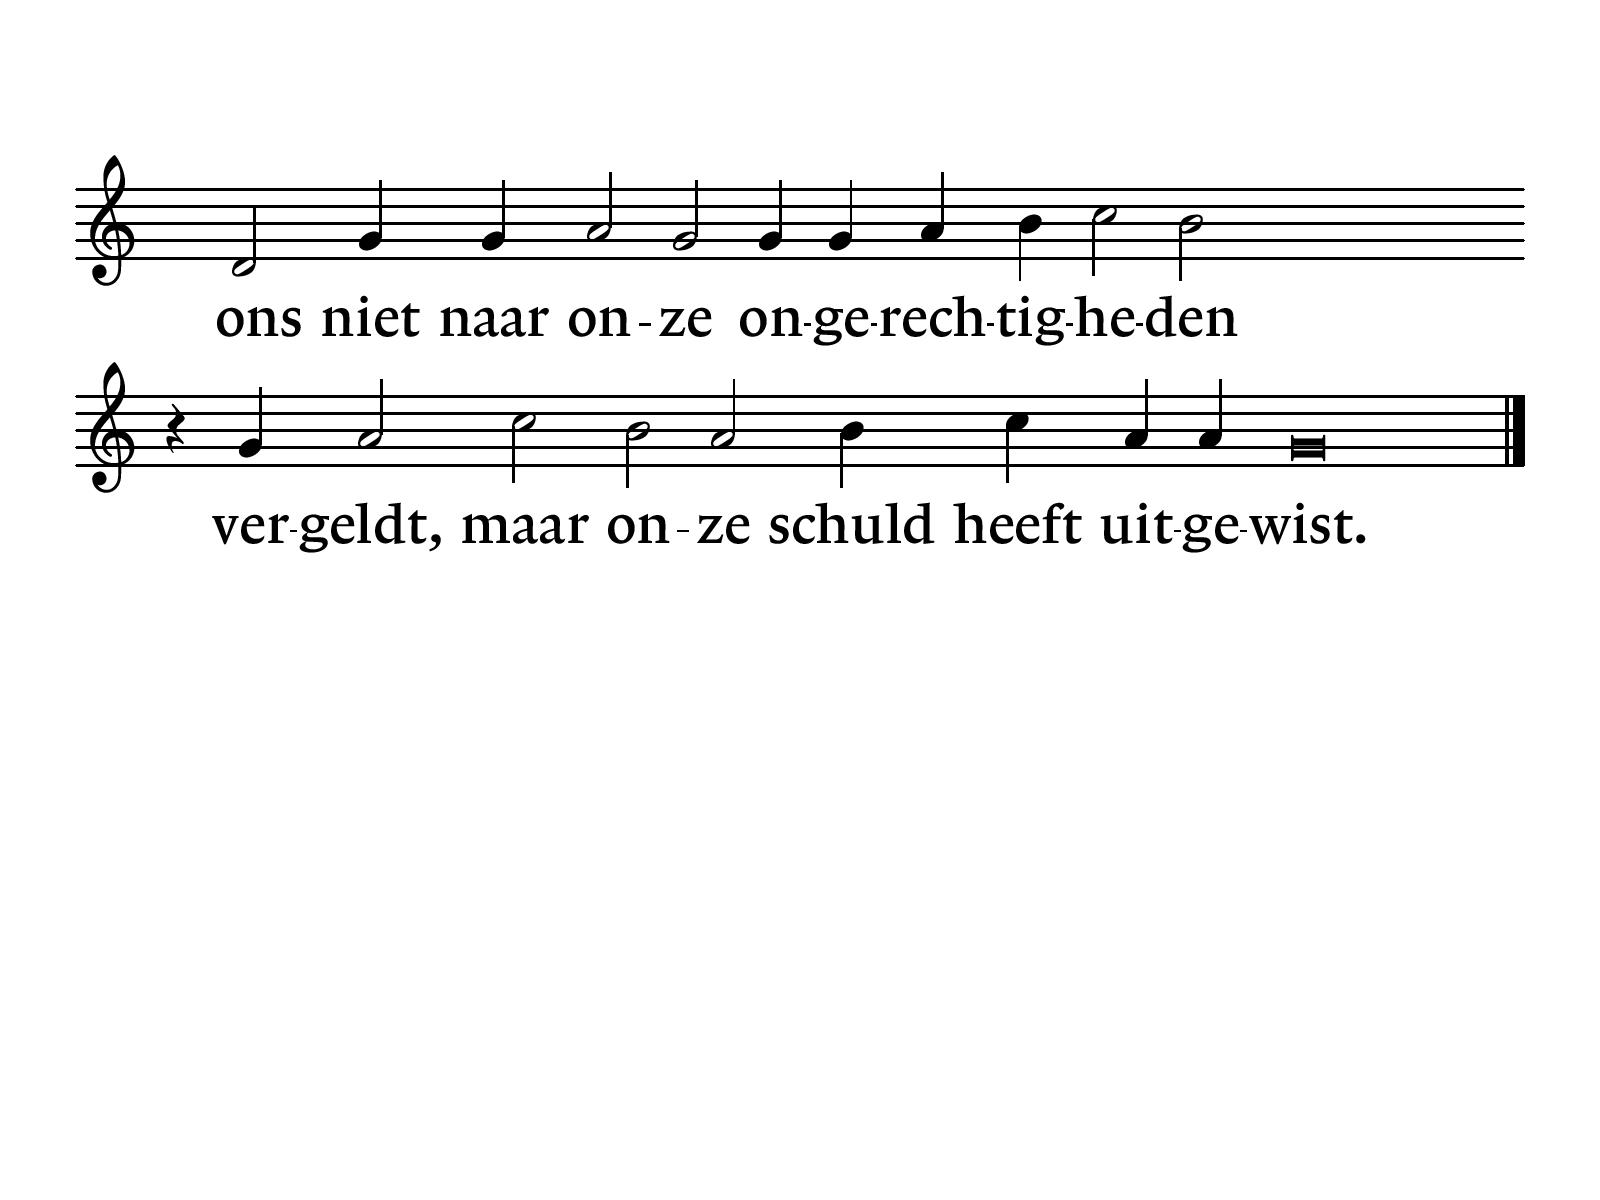 ons niet naar on-ze on-ge-rech-tig-he-den
ver-geldt, maar on-ze schuld heeft uit-ge-wist.